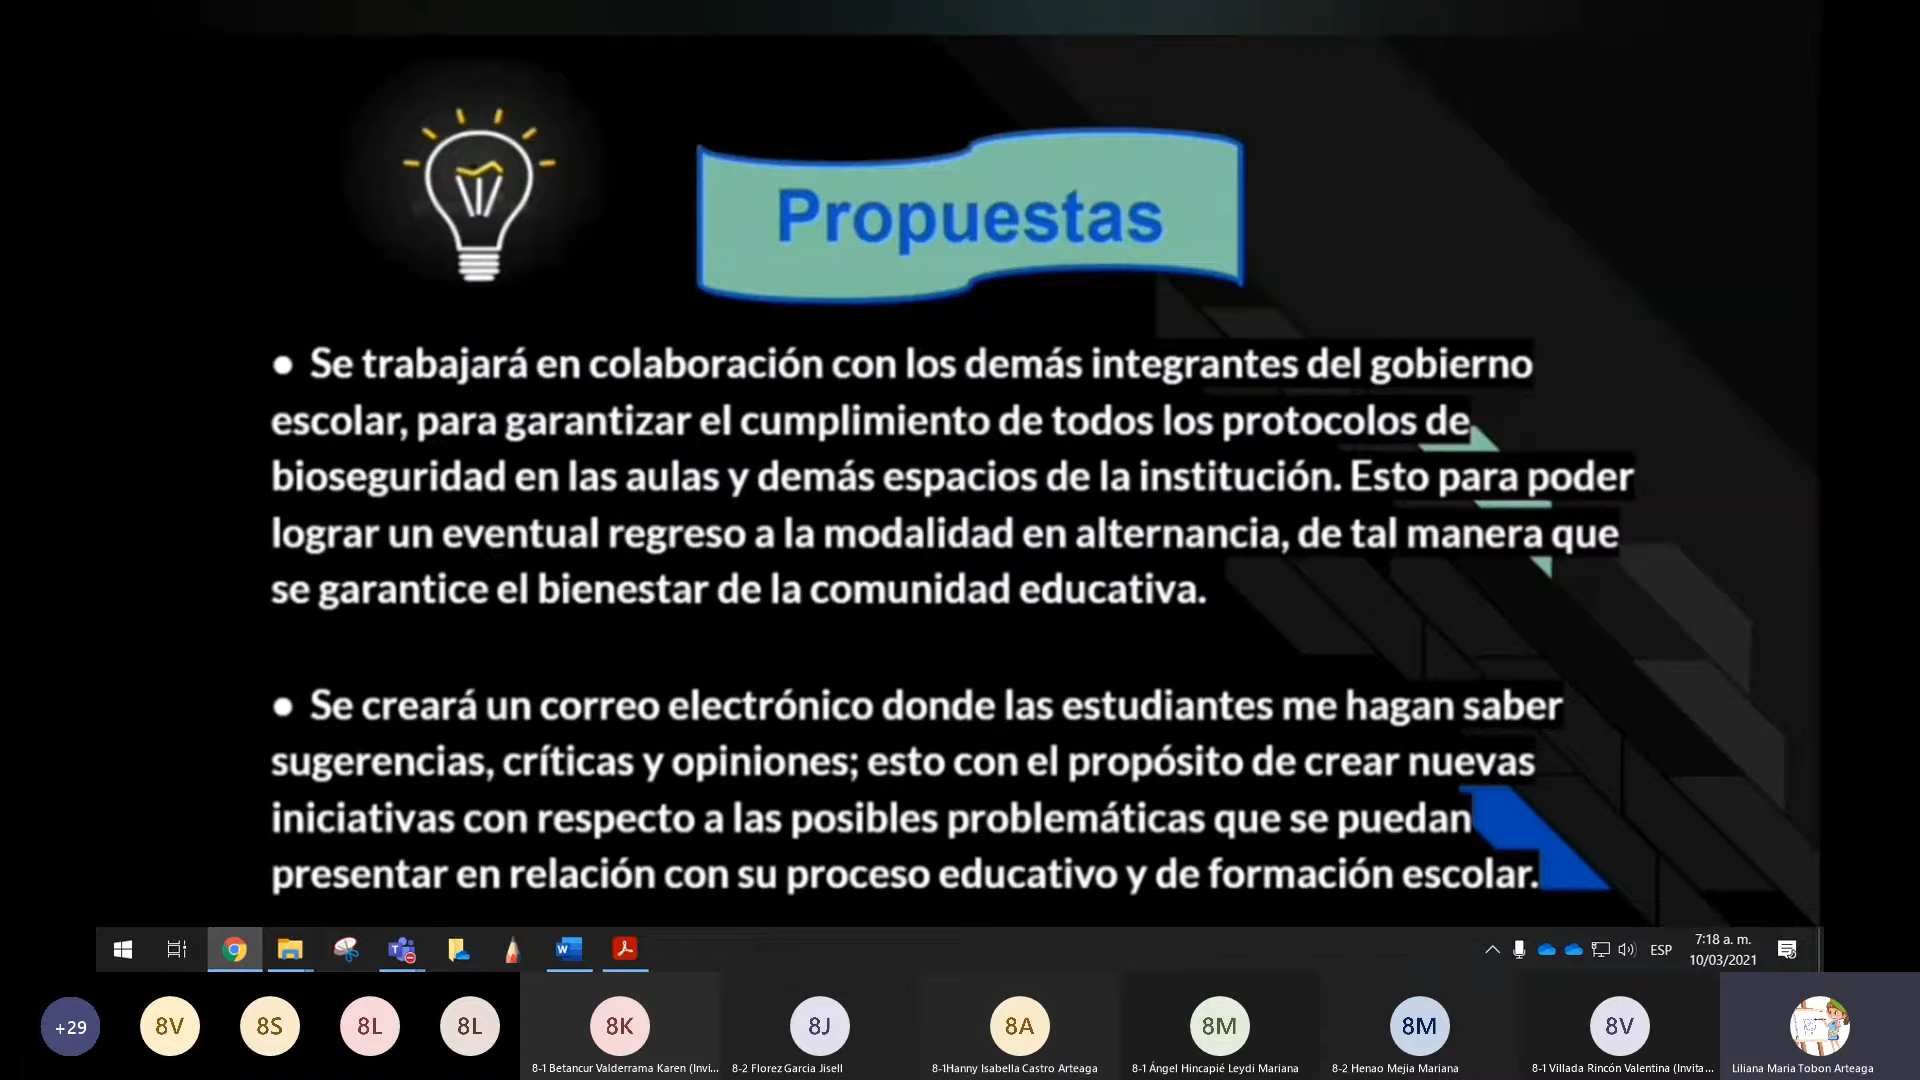 Propuestas
● Se trabajará en colaboración con los demás integrantes del gobierno
escolar, para garantizar el cumplimiento de todos los protocolos de
bioseguridad en las aulas y demás espacios de la institución. Esto para poder
lograr un eventual regreso a la modalidad en alternancia, de tal manera que
se garantice el bienestar de la comunidad educativa.
● Se creará un correo electrónico donde las estudiantes me hagan saber
sugerencias, críticas y opiniones; esto con el propósito de crear nuevas
iniciativas con respecto a las posibles problemáticas que se puedan
presentar en relación con su proceso educativo y de formación escolar.
ESP
7:18 a. m.
10/03/2021
+29
8V
8S
8L
8L
8K
8J
8A
8M
8M
8V
8-1 Betancur Valderrama Karen (Invi...
8-2 Florez Garcia Jisell
8-1Hanny Isabella Castro Arteaga
8-1 Ángel Hincapié Leydi Mariana
8-2 Henao Mejia Mariana
8-1 Villada Rincón Valentina (Invita...
Liliana Maria Tobon Arteaga